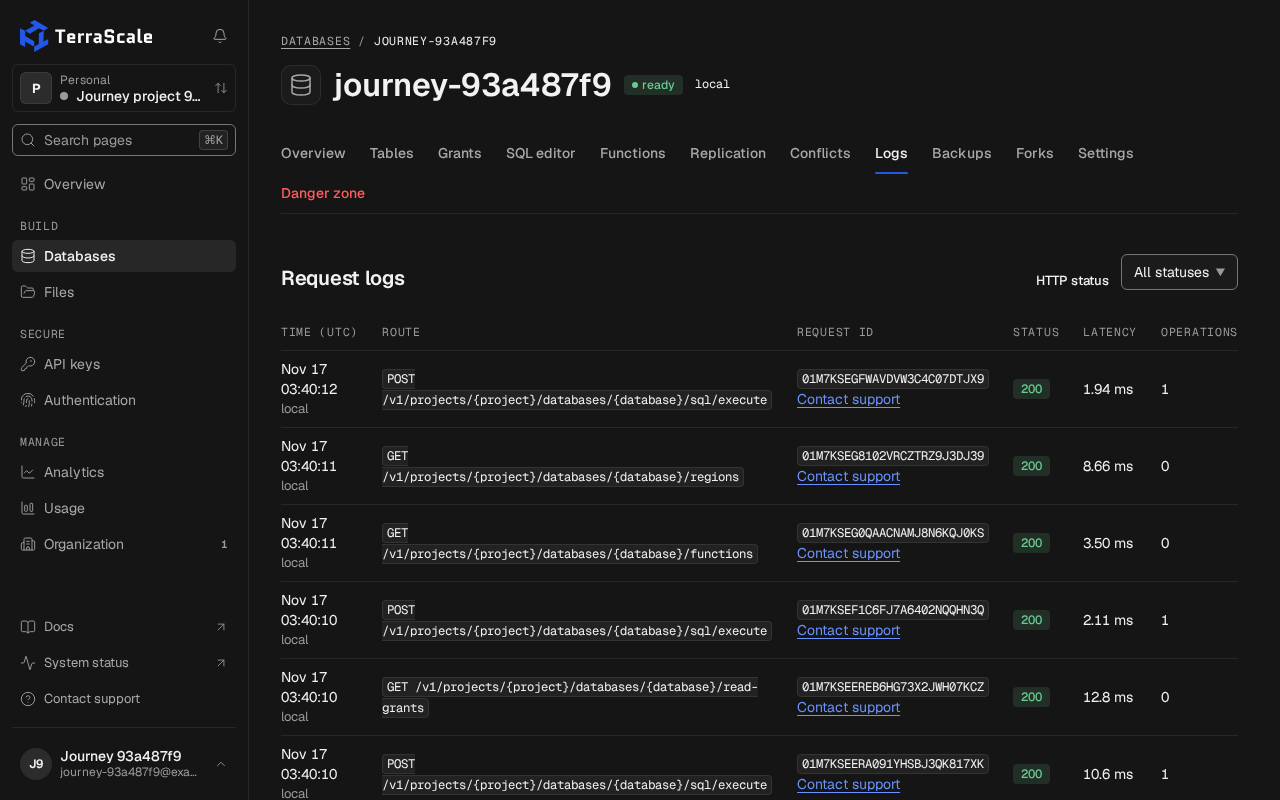 TerraScale
P
Personal
Journey project 9…
Search pages
⌘K
Overview
BUILD
Databases
Files
SECURE
API keys
Authentication
MANAGE
Analytics
Usage
Organization 1
Docs
System status
Contact support
J9
Journey 93a487f9
journey-93a487f9@exa…
DATABASES / JOURNEY-93A487F9
journey-93a487f9 ready local
Overview Tables Grants SQL editor Functions Replication Conflicts Logs Backups Forks Settings
Danger zone
Request logs
HTTP status All statuses
TIME (UTC) ROUTE REQUEST ID STATUS LATENCY OPERATIONS
Nov 17
03:40:12
local
POST
/v1/projects/{project}/databases/{database}/sql/execute
01M7KSEGFWAVDVW3C4C07DTJX9
Contact support
200
1.94 ms
1
Nov 17
03:40:11
local
GET
/v1/projects/{project}/databases/{database}/regions
01M7KSEG8102VRCZTRZ9J3DJ39
Contact support
200
8.66 ms
0
Nov 17
03:40:11
local
GET
/v1/projects/{project}/databases/{database}/functions
01M7KSEG0QAACNAMJ8N6KQJ0KS
Contact support
200
3.50 ms
0
Nov 17
03:40:10
local
POST
/v1/projects/{project}/databases/{database}/sql/execute
01M7KSEF1C6FJ7A6402NQQHN3Q
Contact support
200
2.11 ms
1
Nov 17
03:40:10
local
GET /v1/projects/{project}/databases/{database}/read-
grants
01M7KSEEREB6HG73X2JWH07KCZ
Contact support
200
12.8 ms
0
Nov 17
03:40:10
local
POST
/v1/projects/{project}/databases/{database}/sql/execute
01M7KSEERA091YHSBJ3QK817XK
Contact support
200
10.6 ms
1